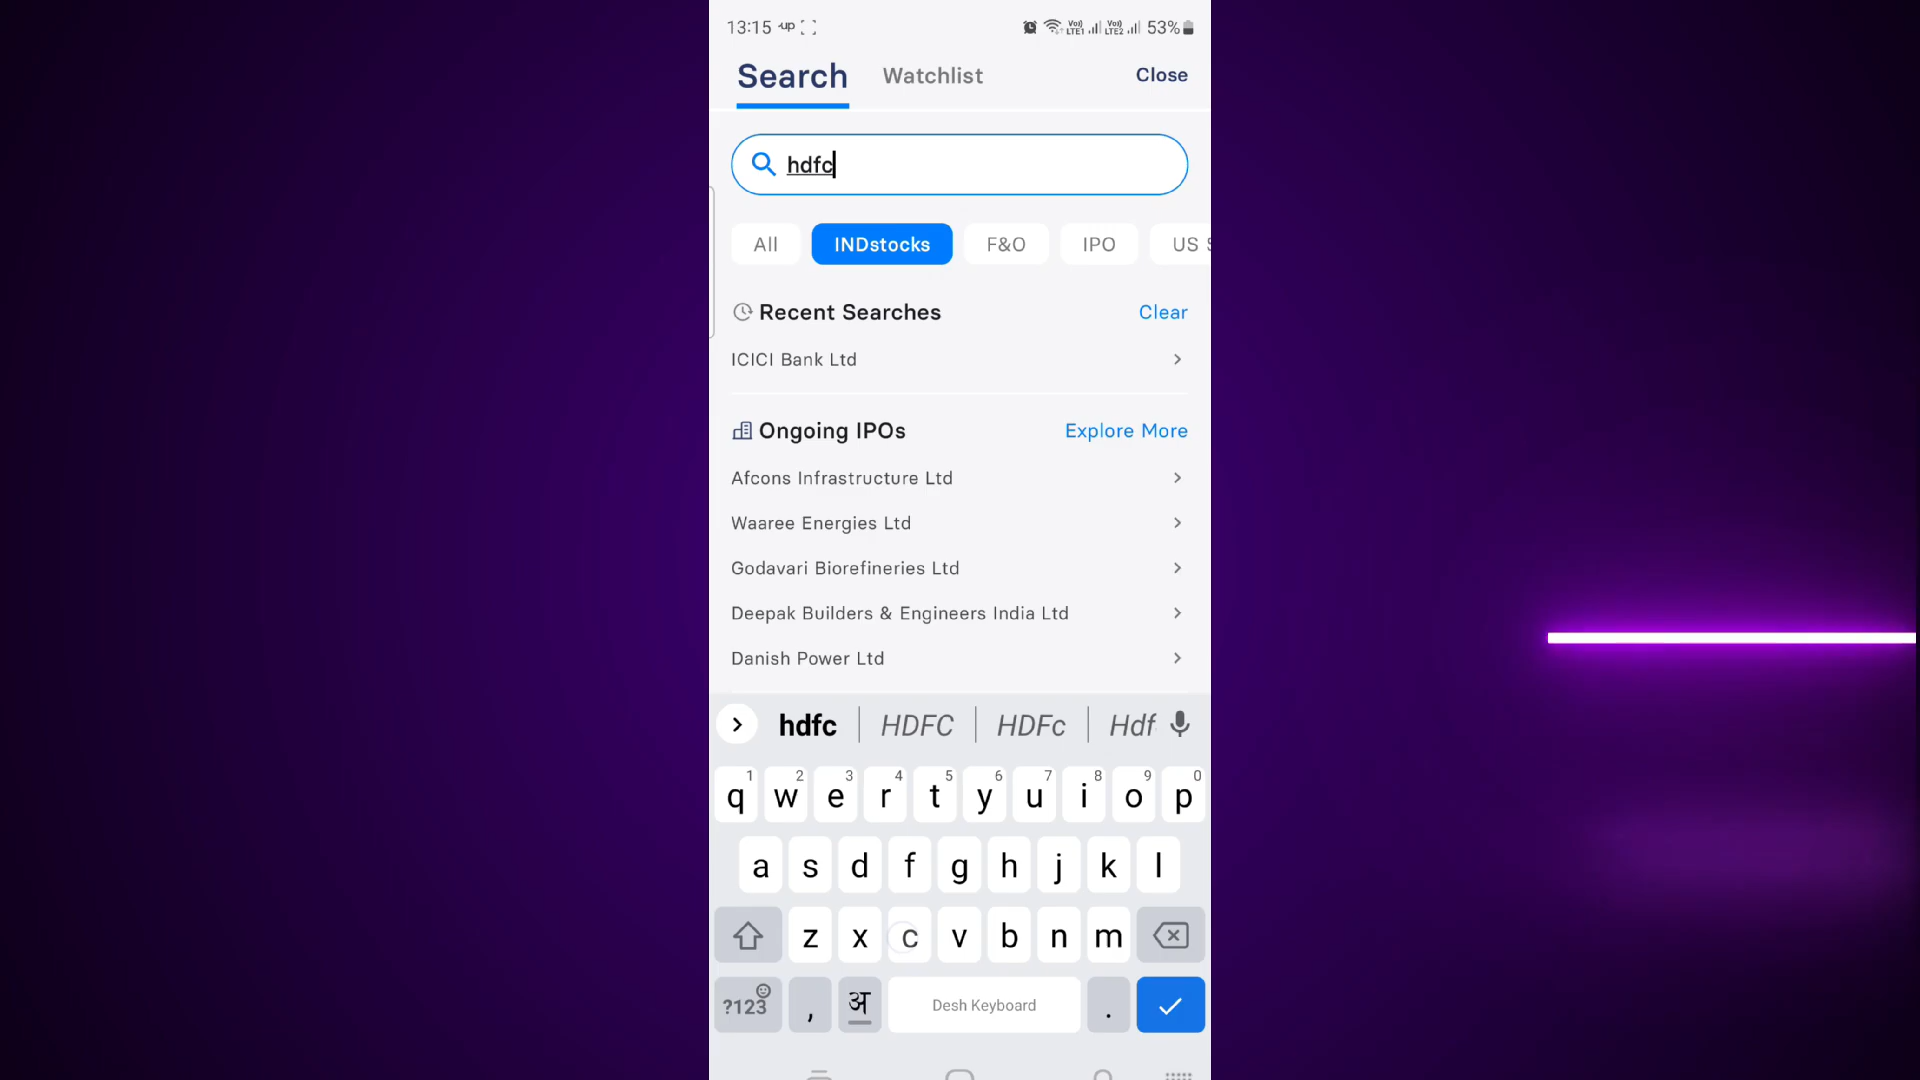 13:15 up 53%
Search Watchlist Close
hdfc
All INDstocks F&O IPO US S
Recent Searches Clear
ICICI Bank Ltd
Ongoing IPOs Explore More
Afcons Infrastructure Ltd
Waaree Energies Ltd
Godavari Biorefineries Ltd
Deepak Builders & Engineers India Ltd
Danish Power Ltd
hdfc HDFC HDFc Hdf
1 2 3 4 5 6 7 8 9 0
q w e r t y u i o p
a s d f g h j k l
z x c v b n m
?123 , अ Desh Keyboard .